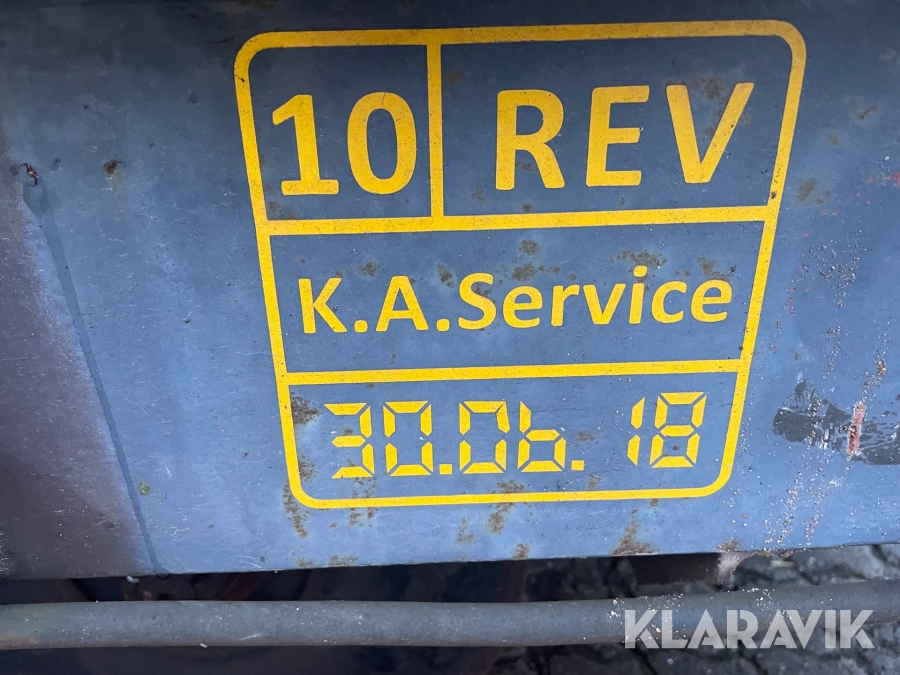 10 REV
K.A.Service
30.06.18
KLARAVIK